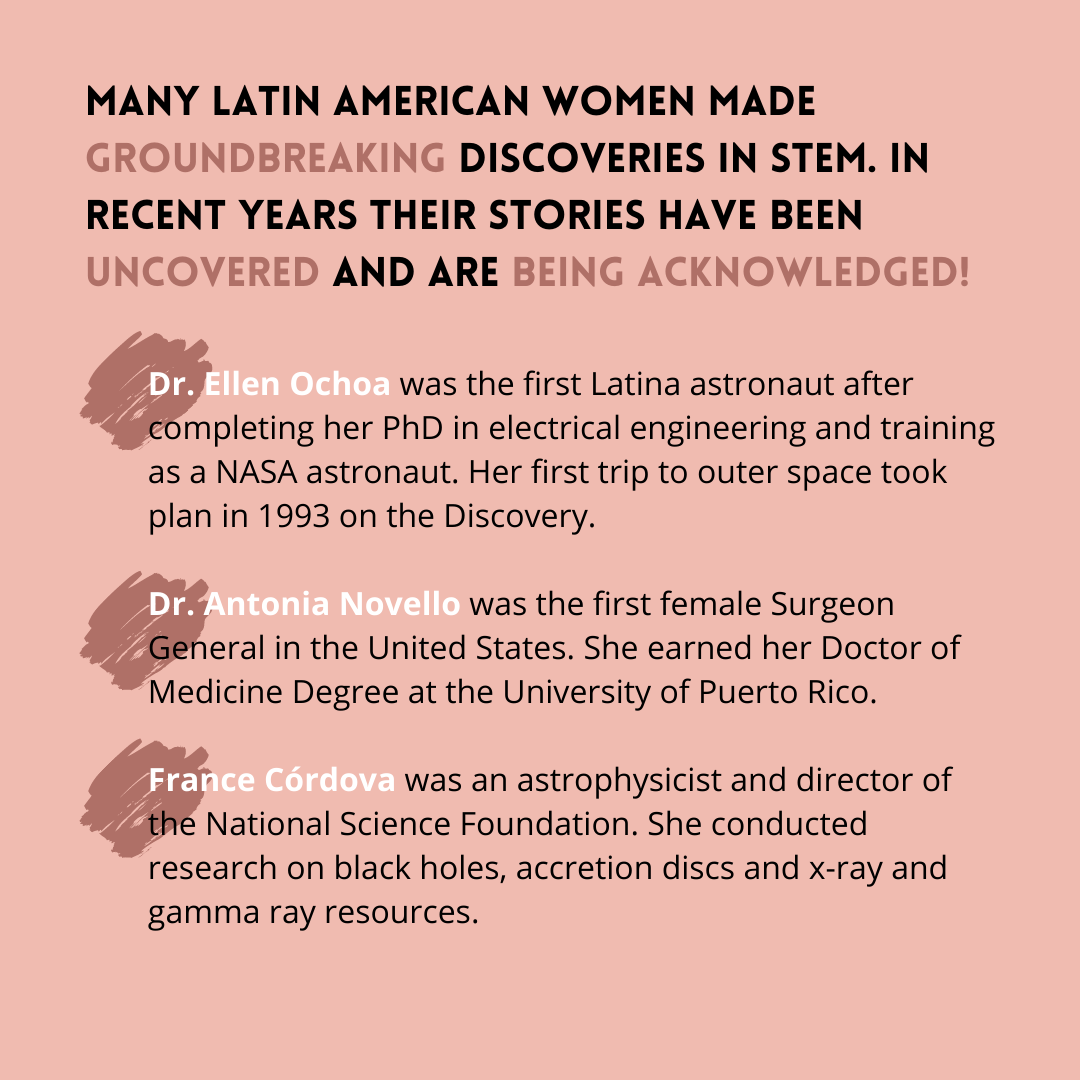 MANY LATIN AMERICAN WOMEN MADE
GROUNDBREAKING DISCOVERIES IN STEM. IN
RECENT YEARS THEIR STORIES HAVE BEEN
UNCOVERED AND ARE BEING ACKNOWLEDGED!
Dr. Ellen Ochoa was the first Latina astronaut after
completing her PhD in electrical engineering and training
as a NASA astronaut. Her first trip to outer space took
plan in 1993 on the Discovery.
Dr. Antonia Novello was the first female Surgeon
General in the United States. She earned her Doctor of
Medicine Degree at the University of Puerto Rico.
France Córdova was an astrophysicist and director of
the National Science Foundation. She conducted
research on black holes, accretion discs and x-ray and
gamma ray resources.